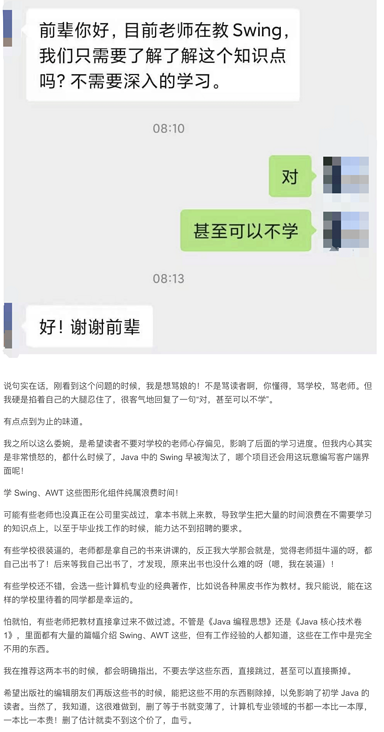 前辈你好，目前老师在教 Swing，
我们只需要了解了解这个知识点
吗？不需要深入的学习。
08:10
对
甚至可以不学
08:13
好！谢谢前辈
说句实在话，刚看到这个问题的时候，我是想骂娘的！不是骂读者啊，你懂得，骂学校，骂老师。但
我硬是掐着自己的大腿忍住了，很客气地回复了一句“对，甚至可以不学”。
有点点到为止的味道。
我之所以这么委婉，是希望读者不要对学校的老师心存偏见，影响了后面的学习进度。但我内心其实
是非常愤怒的，都什么时候了，Java 中的 Swing 早被淘汰了，哪个项目还会用这玩意编写客户端界
面呢！
学 Swing、AWT 这些图形化组件纯属浪费时间！
可能有些老师也没真正在公司里实战过，拿本书就上来教，导致学生把大量的时间浪费在不需要学习
的知识点上，以至于毕业找工作的时候，能力达不到招聘的要求。
有些学校很装逼的，老师都是拿自己的书来讲课的，反正我大学那会就是，觉得老师挺牛逼的呀，都
自己出书了！后来等我自己出书了，才发现，原来出书也没什么难的呀（嗯，我在装逼）！
有些学校还不错，会选一些计算机专业的经典著作，比如说各种黑皮书作为教材。我只能说，能在这
样的学校里待着的同学都是幸运的。
怕就怕，有些老师把教材直接拿过来不做过滤。不管是《Java 编程思想》还是《Java 核心技术卷
1》，里面都有大量的篇幅介绍 Swing、AWT 这些，但有工作经验的人都知道，这些在工作中是完全
不用的东西。
我在推荐这两本书的时候，都会明确指出，不要去学这些东西，直接跳过，甚至可以直接撕掉。
希望出版社的编辑朋友们再版这些书的时候，能把这些不用的东西剔除掉，以免影响了初学 Java 的
读者。当然了，我知道，这很难做到，删了等于书就变薄了，计算机专业领域的书都一本比一本厚，
一本比一本贵！删了估计就卖不到这个价了，血亏。